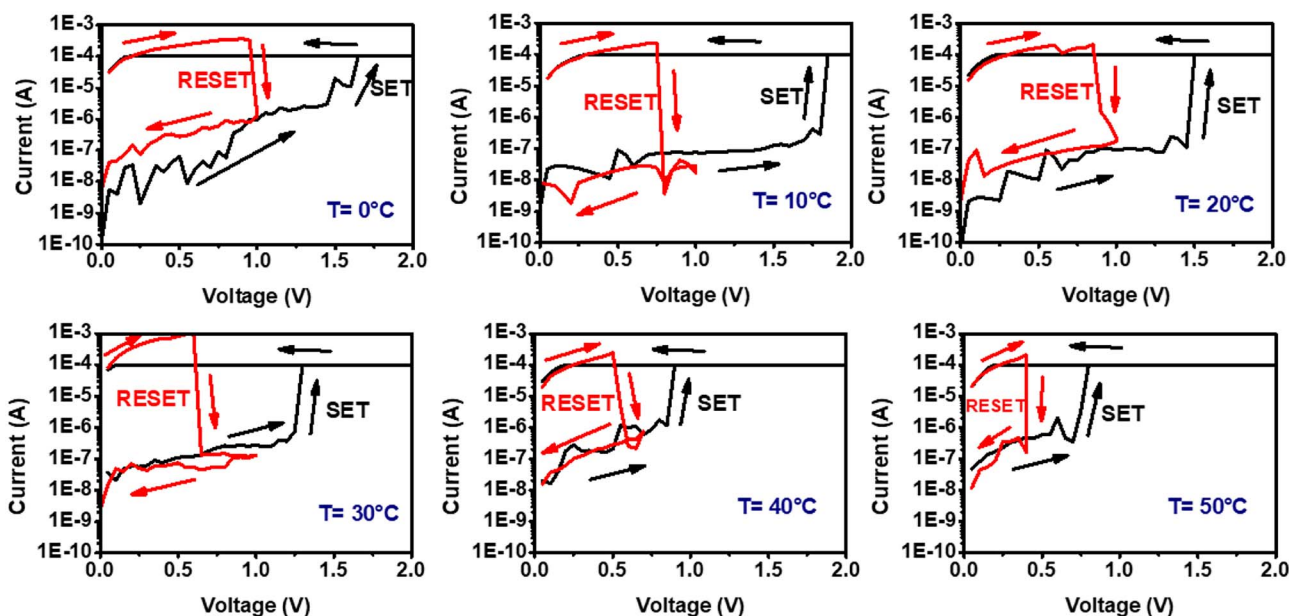 1E-3
1E-4
1E-5
1E-6
1E-7
1E-8
1E-9
1E-10
Current (A)
RESET
SET
T= 0°C
0.0 0.5 1.0 1.5 2.0
Voltage (V)
1E-3
1E-4
1E-5
1E-6
1E-7
1E-8
1E-9
1E-10
Current (A)
RESET
SET
T= 10°C
0.0 0.5 1.0 1.5 2.0
Voltage (V)
1E-3
1E-4
1E-5
1E-6
1E-7
1E-8
1E-9
1E-10
Current (A)
RESET
SET
T= 20°C
0.0 0.5 1.0 1.5 2.0
Voltage (V)
1E-3
1E-4
1E-5
1E-6
1E-7
1E-8
1E-9
1E-10
Current (A)
RESET
SET
T= 30°C
0.0 0.5 1.0 1.5 2.0
Voltage (V)
1E-3
1E-4
1E-5
1E-6
1E-7
1E-8
1E-9
1E-10
Current (A)
RESET
SET
T= 40°C
0.0 0.5 1.0 1.5 2.0
Voltage (V)
1E-3
1E-4
1E-5
1E-6
1E-7
1E-8
1E-9
1E-10
Current (A)
RESET
SET
T= 50°C
0.0 0.5 1.0 1.5 2.0
Voltage (V)